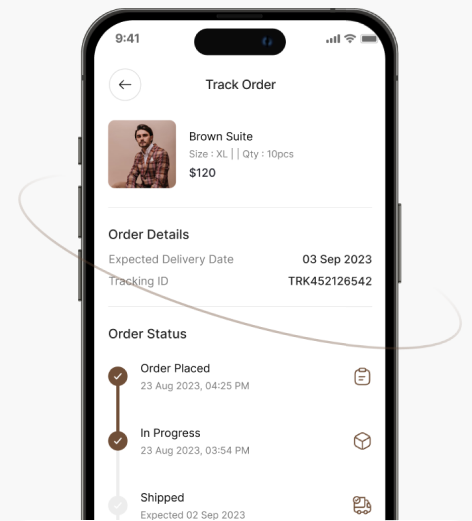 9:41
Track Order
Brown Suite
Size : XL | | Qty : 10pcs
$120
Order Details
Expected Delivery Date 03 Sep 2023
Tracking ID TRK452126542
Order Status
Order Placed
23 Aug 2023, 04:25 PM
In Progress
23 Aug 2023, 03:54 PM
Shipped
Expected 02 Sep 2023